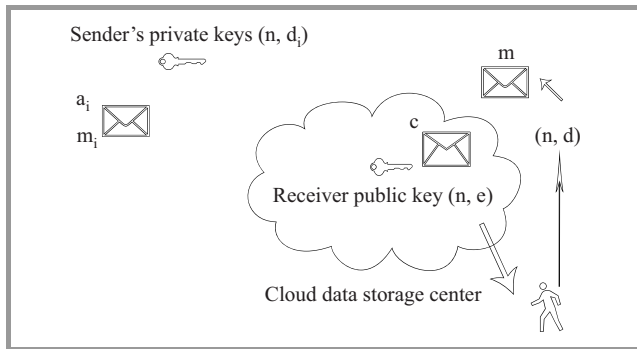 Sender's private keys (n, dᵢ)
aᵢ
mᵢ
m
c
(n, d)
Receiver public key (n, e)
Cloud data storage center